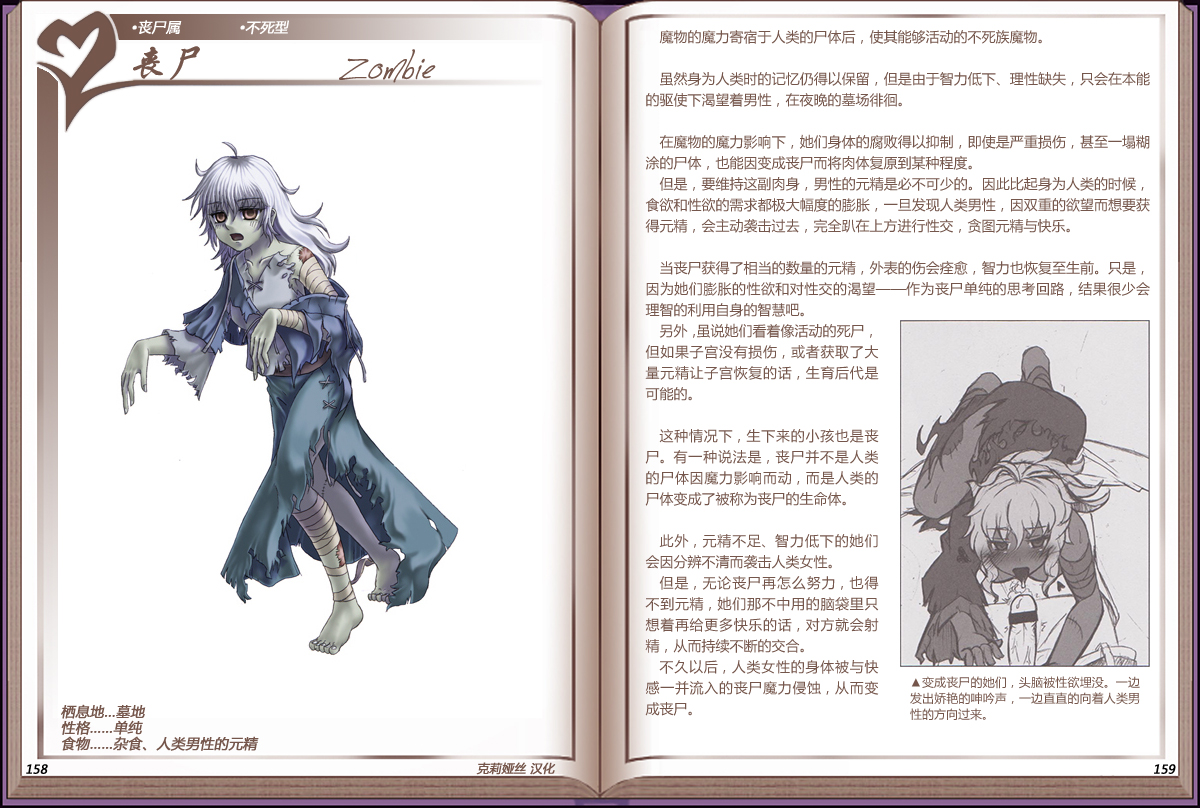 •丧尸属 •不死型
丧尸 Zombie
栖息地...墓地
性格......单纯
食物......杂食、人类男性的元精
158
克莉娅丝 汉化
魔物的魔力寄宿于人类的尸体后，使其能够活动的不死族魔物。
虽然身为人类时的记忆仍得以保留，但是由于智力低下、理性缺失，只会在本能
的驱使下渴望着男性，在夜晚的墓场徘徊。
在魔物的魔力影响下，她们身体的腐败得以抑制，即使是严重损伤，甚至一塌糊
涂的尸体，也能因变成丧尸而将肉体复原到某种程度。
但是，要维持这副肉身，男性的元精是必不可少的。因此比起身为人类的时候，
食欲和性欲的需求都极大幅度的膨胀，一旦发现人类男性，因双重的欲望而想要获
得元精，会主动袭击过去，完全趴在上方进行性交，贪图元精与快乐。
当丧尸获得了相当的数量的元精，外表的伤会痊愈，智力也恢复至生前。只是，
因为她们膨胀的性欲和对性交的渴望——作为丧尸单纯的思考回路，结果很少会
理智的利用自身的智慧吧。
另外，虽说她们看着像活动的死尸，
但如果子宫没有损伤，或者获取了大
量元精让子宫恢复的话，生育后代是
可能的。
这种情况下，生下来的小孩也是丧
尸。有一种说法是，丧尸并不是人类
的尸体因魔力影响而动，而是人类的
尸体变成了被称为丧尸的生命体。
此外，元精不足、智力低下的她们
会因分辨不清而袭击人类女性。
但是，无论丧尸再怎么努力，也得
不到元精，她们那不中用的脑袋里只
想着再给更多快乐的话，对方就会射
精，从而持续不断的交合。
不久以后，人类女性的身体被与快
感一并流入的丧尸魔力侵蚀，从而变
成丧尸。
▲变成丧尸的她们，头脑被性欲埋没。一边
发出娇艳的呻吟声，一边直直的向着人类男
性的方向过来。
159